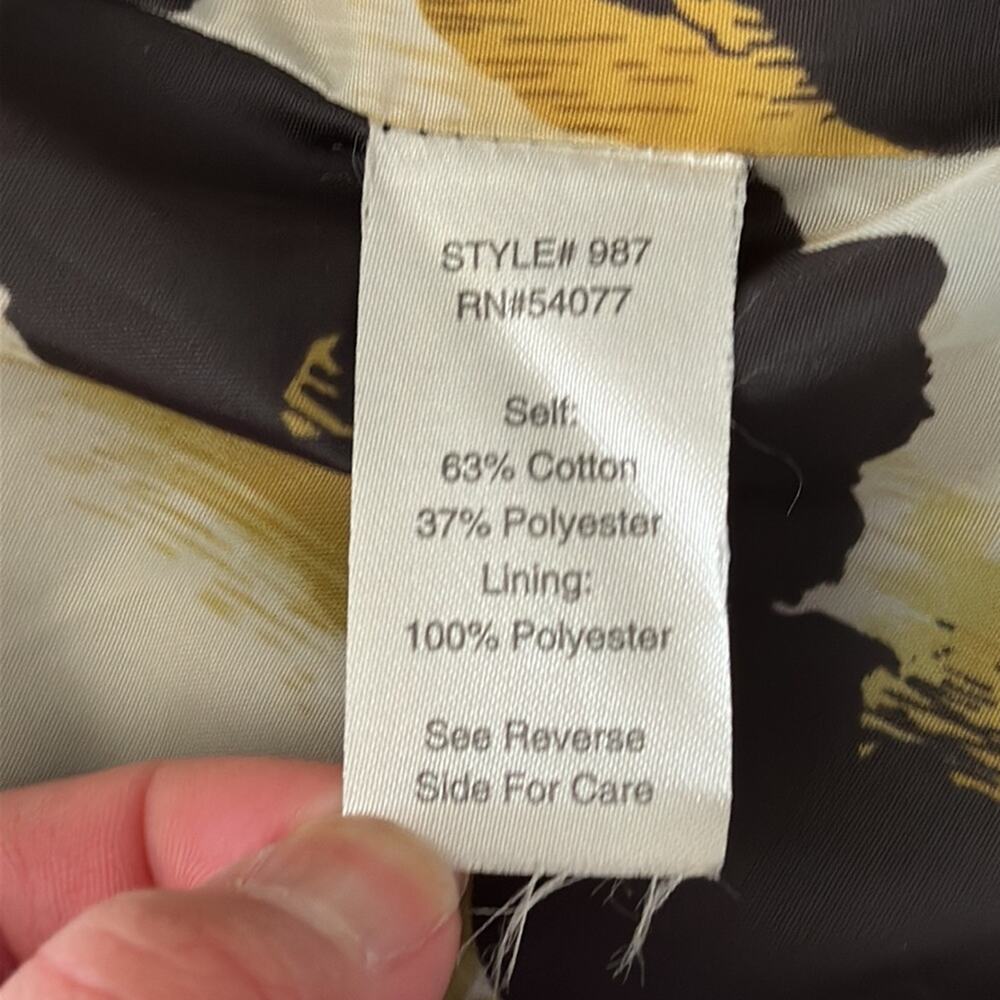 STYLE# 987
RN#54077
Self:
63% Cotton
37% Polyester
Lining:
100% Polyester
See Reverse
Side For Care